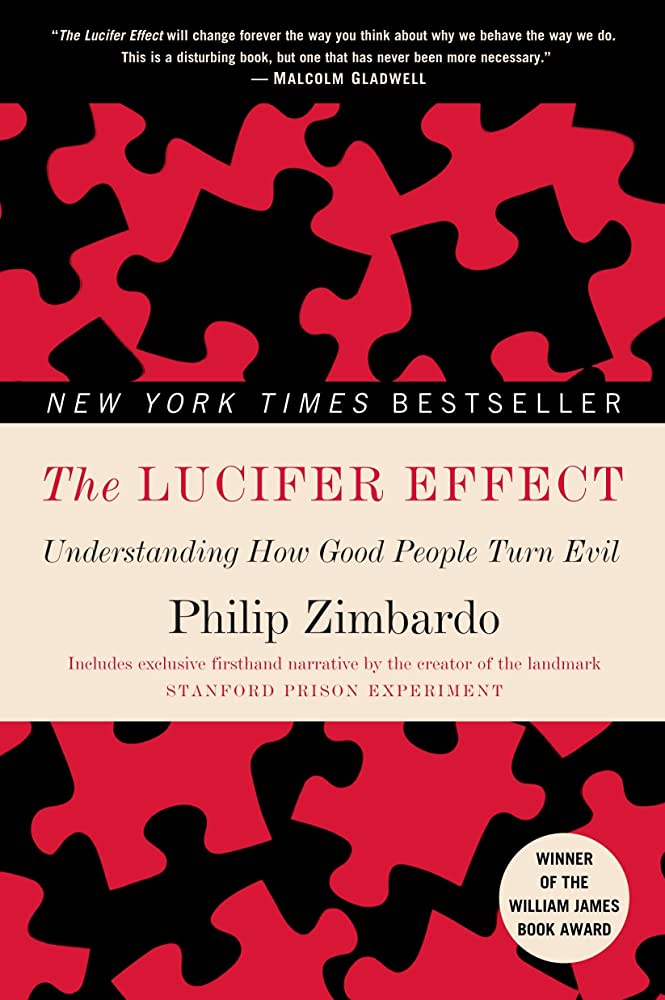 “The Lucifer Effect will change forever the way you think about why we behave the way we do.
This is a disturbing book, but one that has never been more necessary.”
— MALCOLM GLADWELL
NEW YORK TIMES BESTSELLER
The LUCIFER EFFECT
Understanding How Good People Turn Evil
Philip Zimbardo
Includes exclusive firsthand narrative by the creator of the landmark
STANFORD PRISON EXPERIMENT
WINNER
OF THE
WILLIAM JAMES
BOOK AWARD